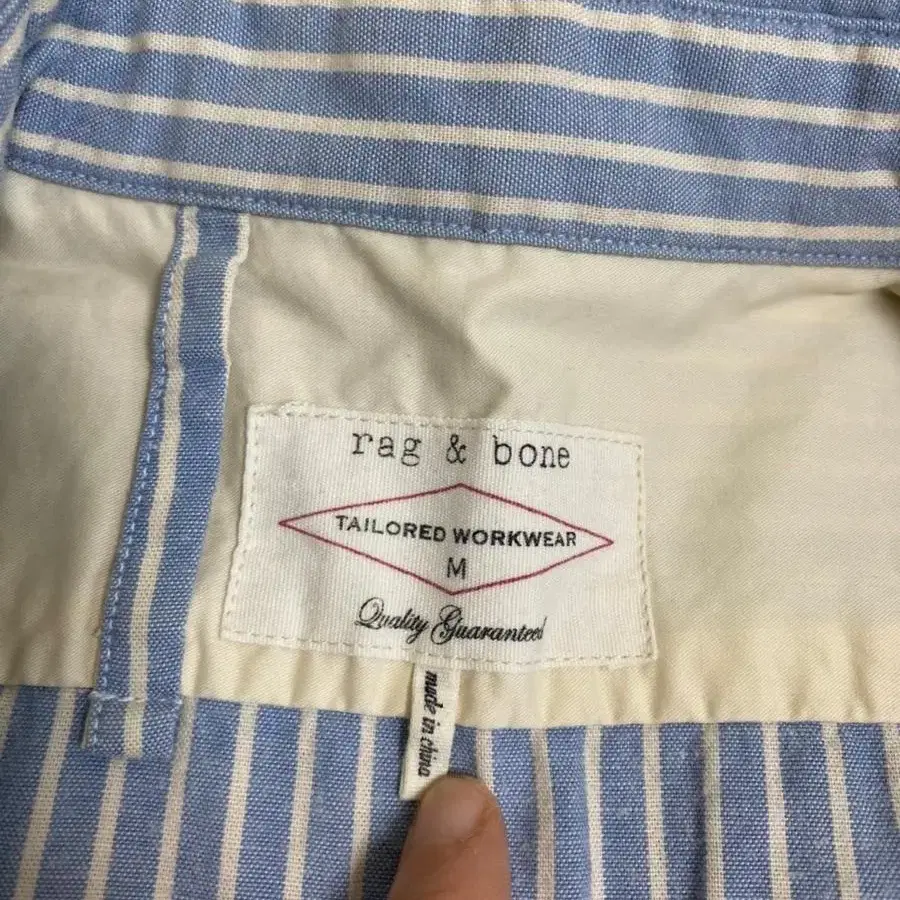 rag & bone
TAILORED WORKWEAR
M
Quality Guaranteed
made in china